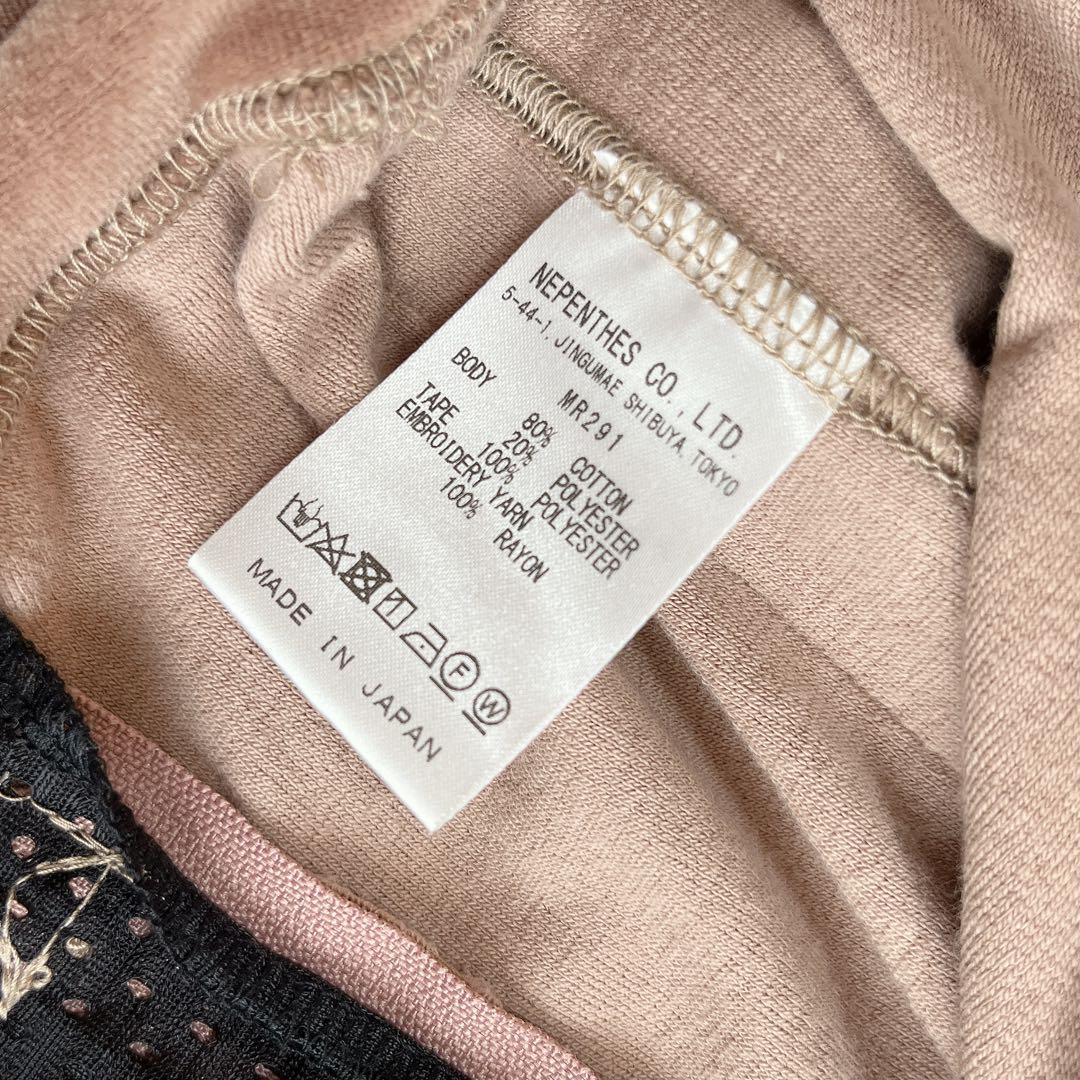 NEPENTHES CO., LTD.
5-44-1, JINGUMAE SHIBUYA, TOKYO
MR291
BODY 80% COTTON
20% POLYESTER
TAPE 100% POLYESTER
EMBROIDERY YARN
100% RAYON
F W
MADE IN JAPAN